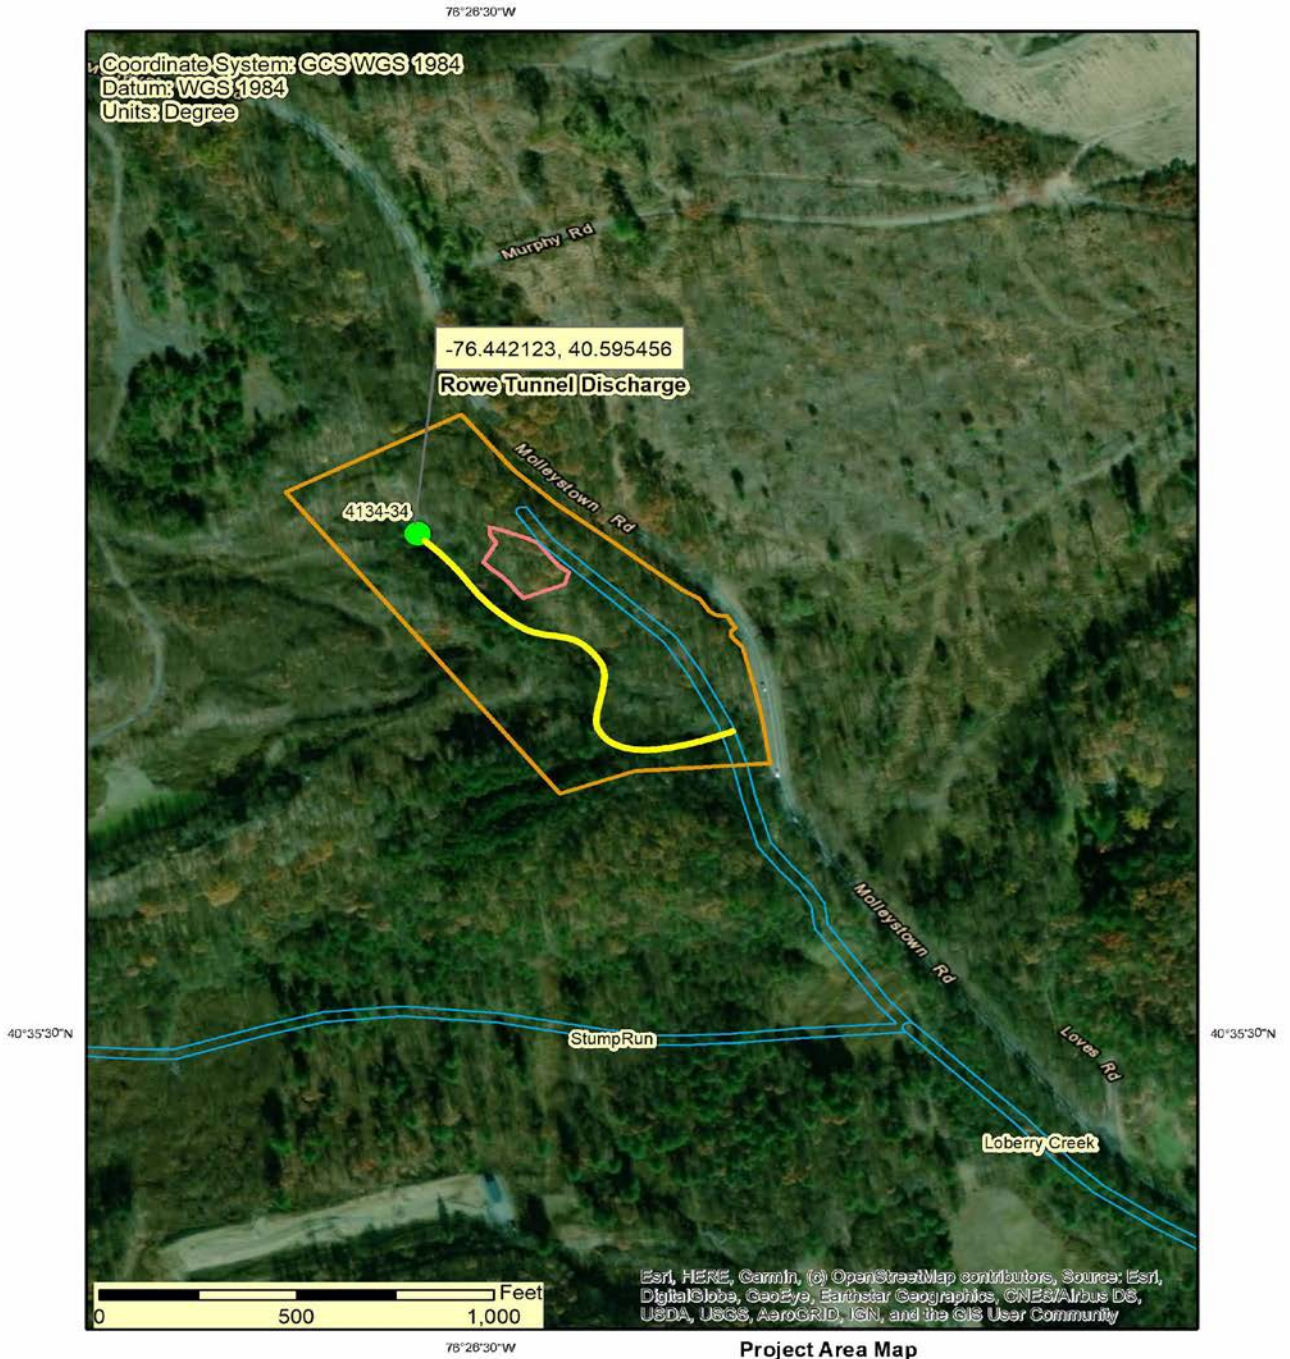 76°26'30"W
Coordinate System: GCS WGS 1984
Datum: WGS 1984
Units: Degree
Murphy Rd
-76.442123, 40.595456
Rowe Tunnel Discharge
Molleystown Rd
4134-34
Molleystown Rd
40°35'30"N
StumpRun
40°35'30"N
Loves Rd
Loberry Creek
Feet
0 500 1,000
Esri, HERE, Garmin, (c) OpenStreetMap contributors, Source: Esri,
DigitalGlobe, GeoEye, Earthstar Geographics, CNES/Airbus DS,
USDA, USGS, AeroGRID, IGN, and the GIS User Community
76°26'30"W
Project Area Map